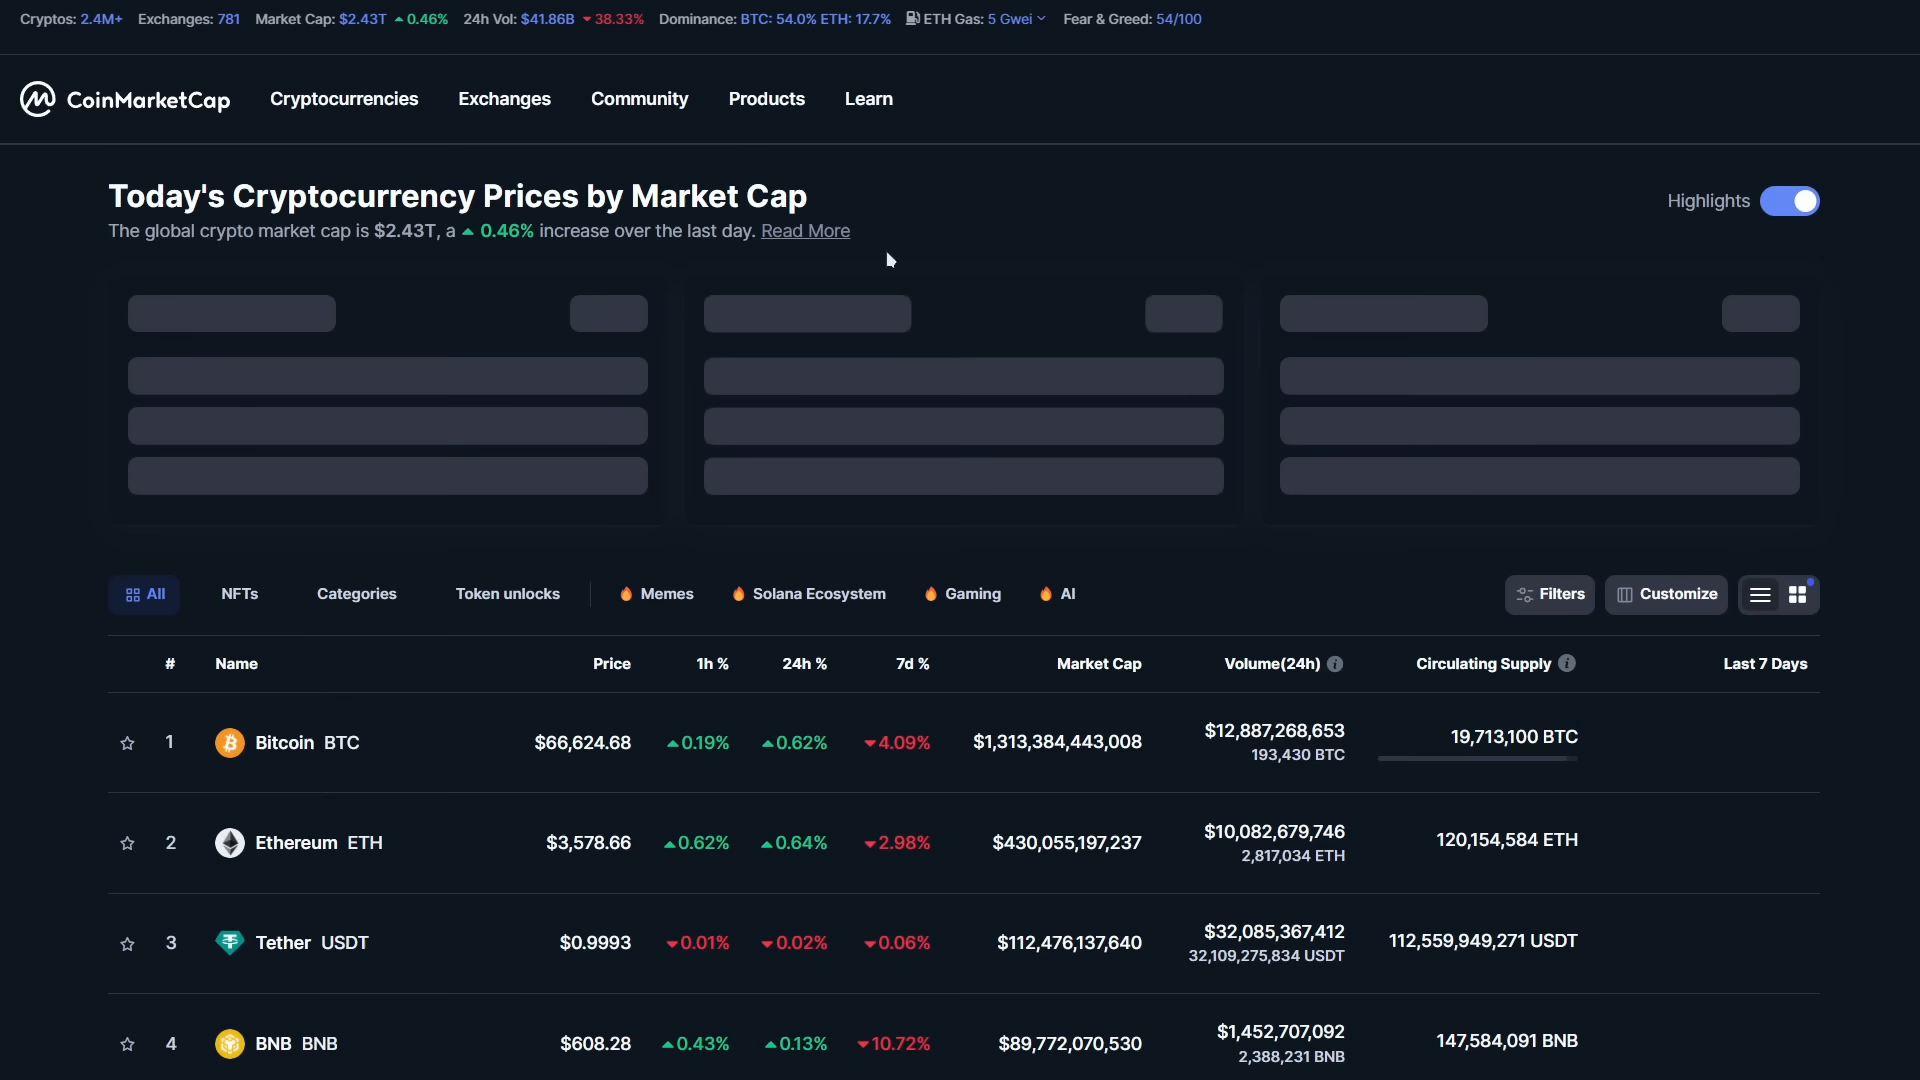 Cryptos: 2.4M+ Exchanges: 781 Market Cap: $2.43T 0.46% 24h Vol: $41.86B 38.33% Dominance: BTC: 54.0% ETH: 17.7% ETH Gas: 5 Gwei Fear & Greed: 54/100
CoinMarketCap Cryptocurrencies Exchanges Community Products Learn
Today's Cryptocurrency Prices by Market Cap
Highlights
The global crypto market cap is $2.43T, a 0.46% increase over the last day. Read More
All NFTs Categories Token unlocks Memes Solana Ecosystem Gaming AI Filters Customize
# Name Price 1h % 24h % 7d % Market Cap Volume(24h) Circulating Supply Last 7 Days
1 Bitcoin BTC $66,624.68 0.19% 0.62% 4.09% $1,313,384,443,008 $12,887,268,653 19,713,100 BTC
193,430 BTC
2 Ethereum ETH $3,578.66 0.62% 0.64% 2.98% $430,055,197,237 $10,082,679,746 120,154,584 ETH
2,817,034 ETH
3 Tether USDT $0.9993 0.01% 0.02% 0.06% $112,476,137,640 $32,085,367,412 112,559,949,271 USDT
32,109,275,834 USDT
4 BNB BNB $608.28 0.43% 0.13% 10.72% $89,772,070,530 $1,452,707,092 147,584,091 BNB
2,388,231 BNB